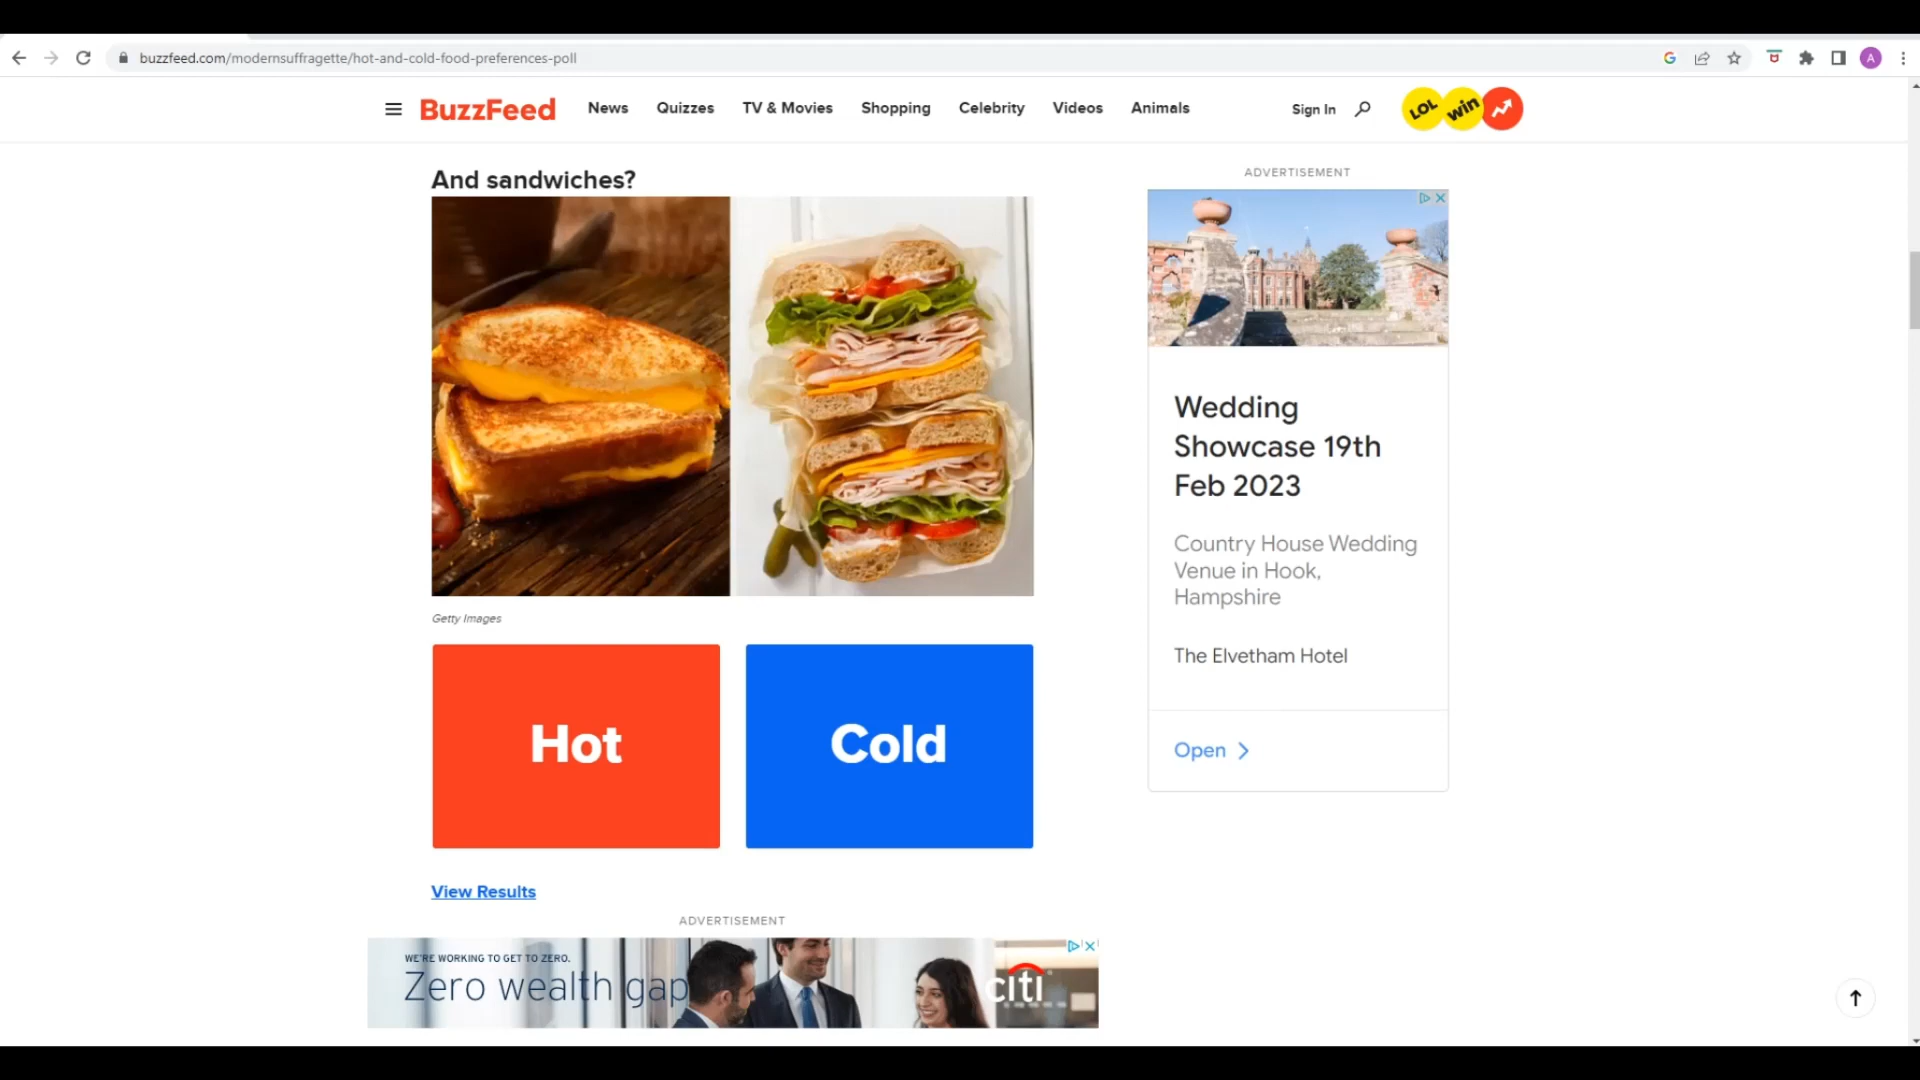 buzzfeed.com/modernsuffragette/hot-and-cold-food-preferences-poll
A
BuzzFeed
News
Quizzes
TV & Movies
Shopping
Celebrity
Videos
Animals
Sign In
LOL
win
And sandwiches?
Getty Images
Hot
Cold
View Results
ADVERTISEMENT
WE'RE WORKING TO GET TO ZERO.
Zero wealth gap
citi
ADVERTISEMENT
Wedding
Showcase 19th
Feb 2023
Country House Wedding
Venue in Hook,
Hampshire
The Elvetham Hotel
Open